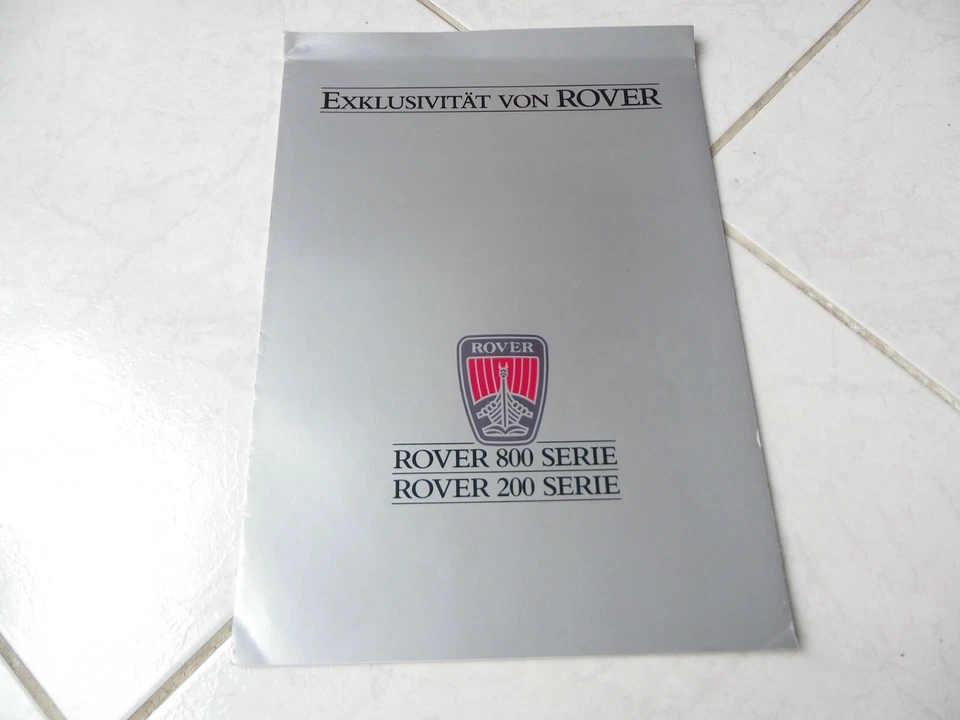 EXKLUSIVITÄT VON ROVER
ROVER
ROVER 800 SERIE
ROVER 200 SERIE